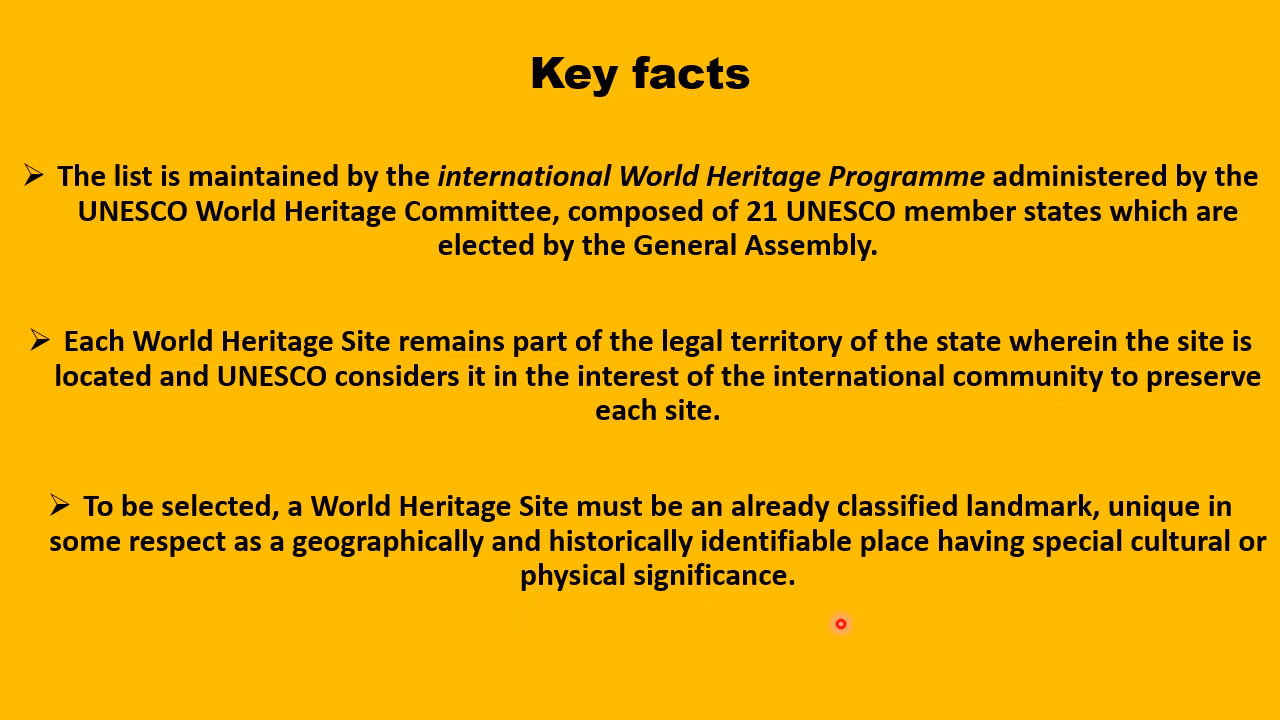 Key facts
➢ The list is maintained by the international World Heritage Programme administered by the
UNESCO World Heritage Committee, composed of 21 UNESCO member states which are
elected by the General Assembly.
➢ Each World Heritage Site remains part of the legal territory of the state wherein the site is
located and UNESCO considers it in the interest of the international community to preserve
each site.
➢ To be selected, a World Heritage Site must be an already classified landmark, unique in
some respect as a geographically and historically identifiable place having special cultural or
physical significance.